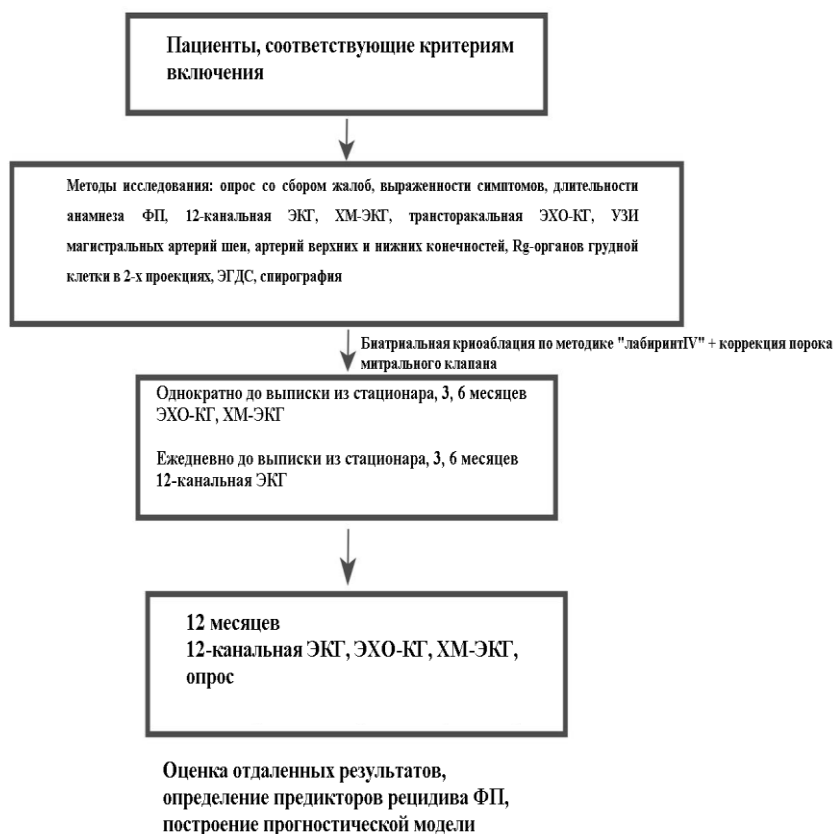 Пациенты, соответствующие критериям
включения
Методы исследования: опрос со сбором жалоб, выраженности симптомов, длительности
анамнеза ФП, 12-канальная ЭКГ, ХМ-ЭКГ, трансторакальная ЭХО-КГ, УЗИ
магистральных артерий шеи, артерий верхних и нижних конечностей, Rg-органов грудной
клетки в 2-х проекциях, ЭГДС, спирография
Биатриальная криоаблация по методике "лабиринтIV" + коррекция порока
митрального клапана
Однократно до выписки из стационара, 3, 6 месяцев
ЭХО-КГ, ХМ-ЭКГ
Ежедневно до выписки из стационара, 3, 6 месяцев
12-канальная ЭКГ
12 месяцев
12-канальная ЭКГ, ЭХО-КГ, ХМ-ЭКГ,
опрос
Оценка отдаленных результатов,
определение предикторов рецидива ФП,
построение прогностической модели